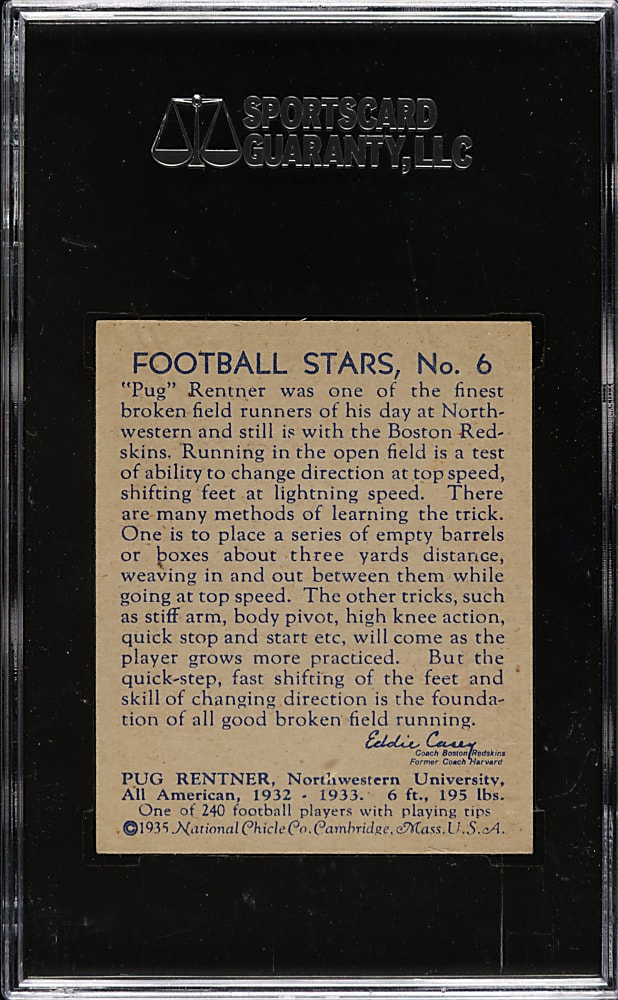 SPORTSCARD
GUARANTY, LLC
FOOTBALL STARS, No. 6
"Pug" Rentner was one of the finest
broken field runners of his day at North-
western and still is with the Boston Red-
skins. Running in the open field is a test
of ability to change direction at top speed,
shifting feet at lightning speed. There
are many methods of learning the trick.
One is to place a series of empty barrels
or boxes about three yards distance,
weaving in and out between them while
going at top speed. The other tricks, such
as stiff arm, body pivot, high knee action,
quick stop and start etc, will come as the
player grows more practiced. But the
quick-step, fast shifting of the feet and
skill of changing direction is the founda-
tion of all good broken field running.
Eddie Casey
Coach Boston Redskins
Former Coach Harvard
PUG RENTNER, Northwestern University,
All American, 1932 - 1933. 6 ft., 195 lbs.
One of 240 football players with playing tips
©1935 National Chicle Co. Cambridge, Mass. U.S.A.